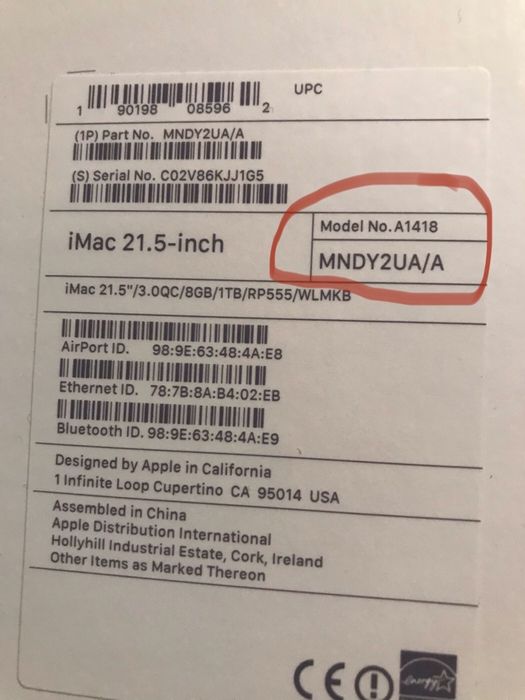 UPC
1 90198 08596 2
(1P) Part No. MNDY2UA/A
(S) Serial No. C02V86KJJ1G5
iMac 21.5-inch
Model No. A1418
MNDY2UA/A
iMac 21.5"/3.0QC/8GB/1TB/RP555/WLMKB
AirPort ID. 98:9E:63:48:4A:E8
Ethernet ID. 78:7B:8A:B4:02:EB
Bluetooth ID. 98:9E:63:48:4A:E9
Designed by Apple in California
1 Infinite Loop Cupertino CA 95014 USA
Assembled in China
Apple Distribution International
Hollyhill Industrial Estate, Cork, Ireland
Other Items as Marked Thereon
CE
energy